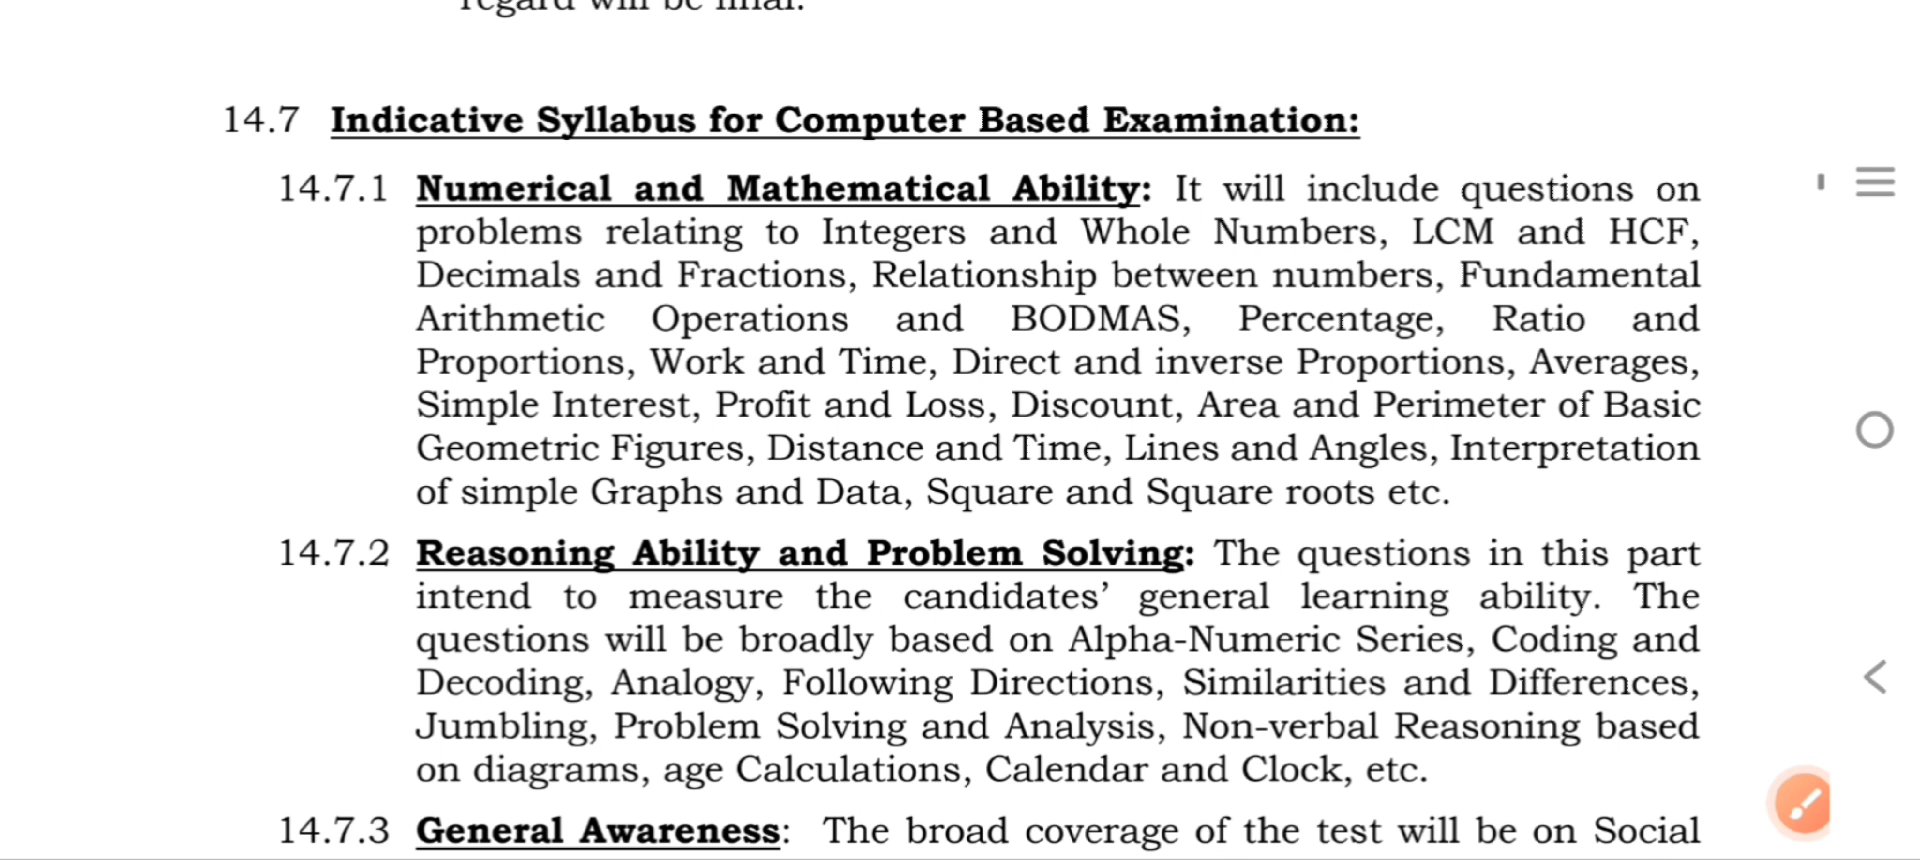 regard will be final.
14.7 Indicative Syllabus for Computer Based Examination:
14.7.1 Numerical and Mathematical Ability: It will include questions on
problems relating to Integers and Whole Numbers, LCM and HCF,
Decimals and Fractions, Relationship between numbers, Fundamental
Arithmetic Operations and BODMAS, Percentage, Ratio and
Proportions, Work and Time, Direct and inverse Proportions, Averages,
Simple Interest, Profit and Loss, Discount, Area and Perimeter of Basic
Geometric Figures, Distance and Time, Lines and Angles, Interpretation
of simple Graphs and Data, Square and Square roots etc.
14.7.2 Reasoning Ability and Problem Solving: The questions in this part
intend to measure the candidates’ general learning ability. The
questions will be broadly based on Alpha-Numeric Series, Coding and
Decoding, Analogy, Following Directions, Similarities and Differences,
Jumbling, Problem Solving and Analysis, Non-verbal Reasoning based
on diagrams, age Calculations, Calendar and Clock, etc.
14.7.3 General Awareness: The broad coverage of the test will be on Social